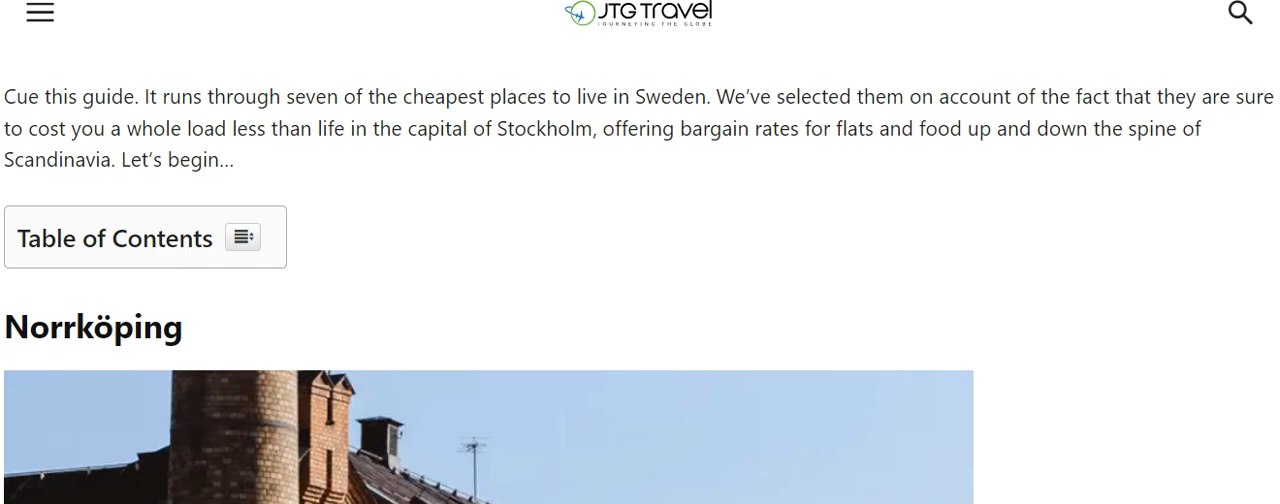 JTG Travel
JOURNEYING THE GLOBE
Cue this guide. It runs through seven of the cheapest places to live in Sweden. We’ve selected them on account of the fact that they are sure
to cost you a whole load less than life in the capital of Stockholm, offering bargain rates for flats and food up and down the spine of
Scandinavia. Let’s begin…
Table of Contents
Norrköping